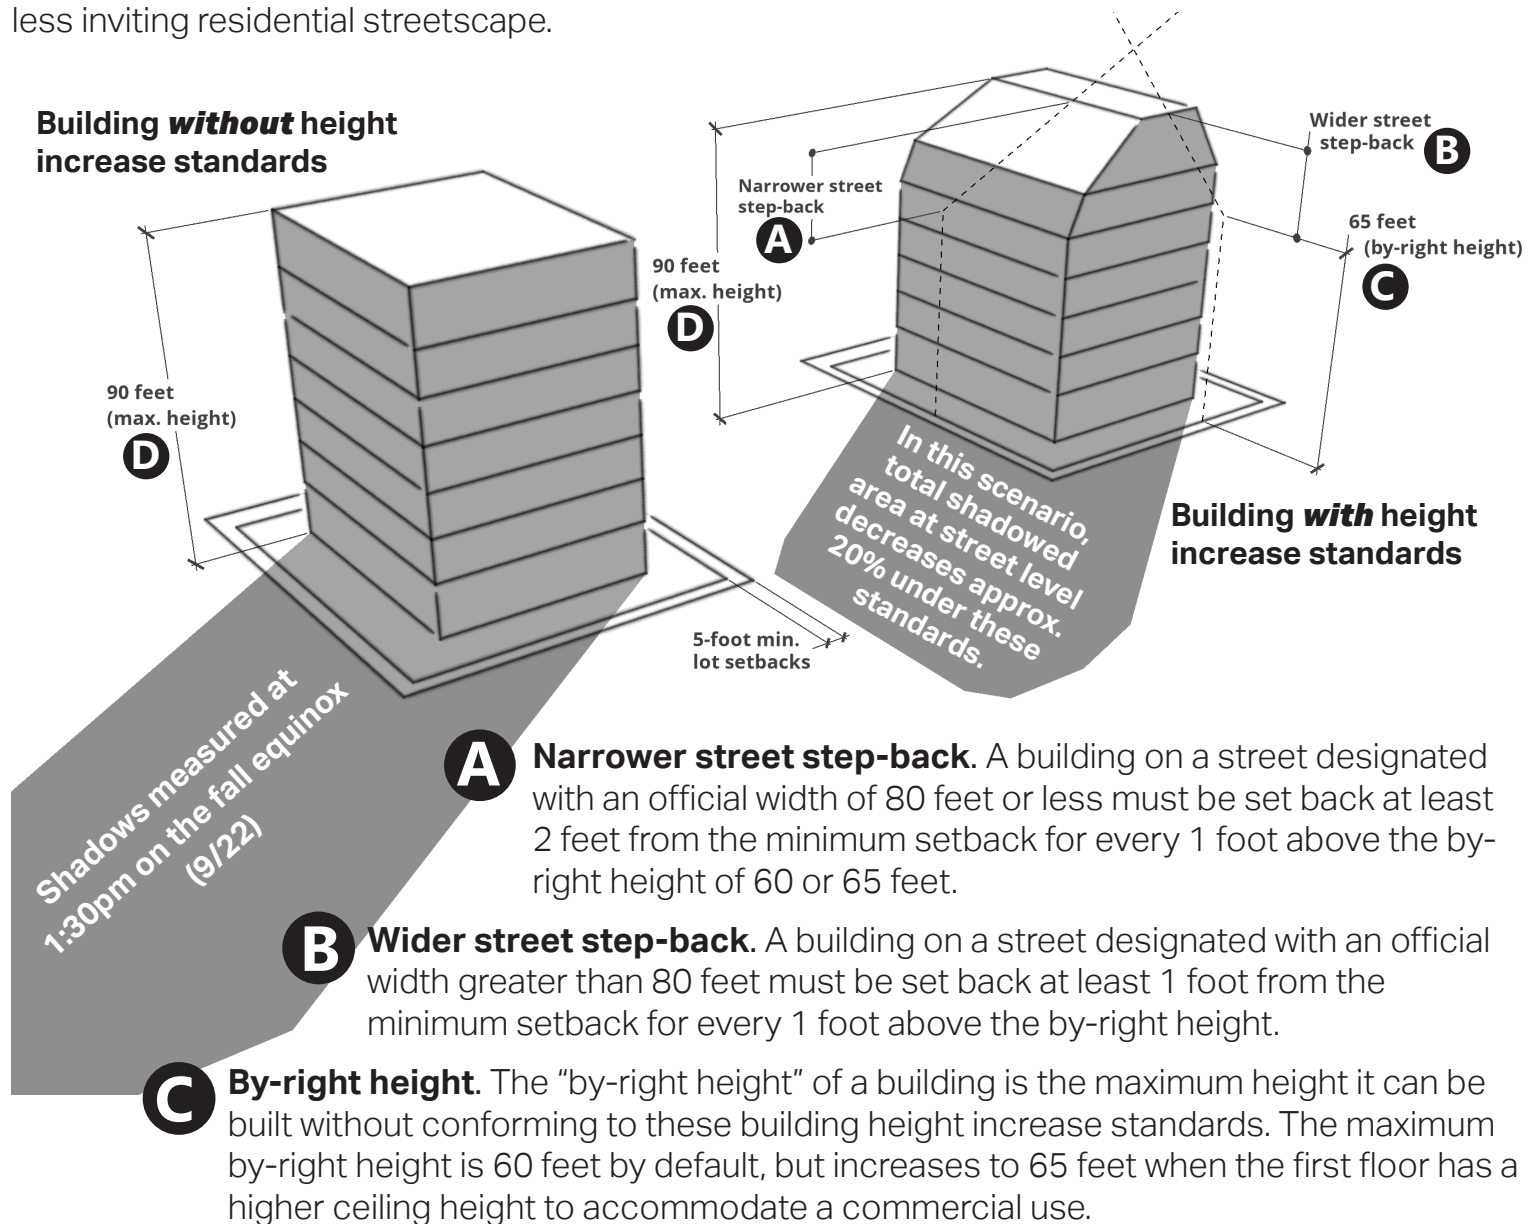 less inviting residential streetscape.
Building without height
increase standards
90 feet
(max. height)
D
Narrower street
step-back
A
90 feet
(max. height)
D
Wider street
step-back
B
65 feet
(by-right height)
C
Building with height
increase standards
In this scenario,
total shadowed
area at street level
decreases approx.
20% under these
standards.
5-foot min.
lot setbacks
Shadows measured at
1:30pm on the fall equinox
(9/22)
A
Narrower street step-back. A building on a street designated
with an official width of 80 feet or less must be set back at least
2 feet from the minimum setback for every 1 foot above the by-
right height of 60 or 65 feet.
B
Wider street step-back. A building on a street designated with an official
width greater than 80 feet must be set back at least 1 foot from the
minimum setback for every 1 foot above the by-right height.
C
By-right height. The “by-right height” of a building is the maximum height it can be
built without conforming to these building height increase standards. The maximum
by-right height is 60 feet by default, but increases to 65 feet when the first floor has a
higher ceiling height to accommodate a commercial use.